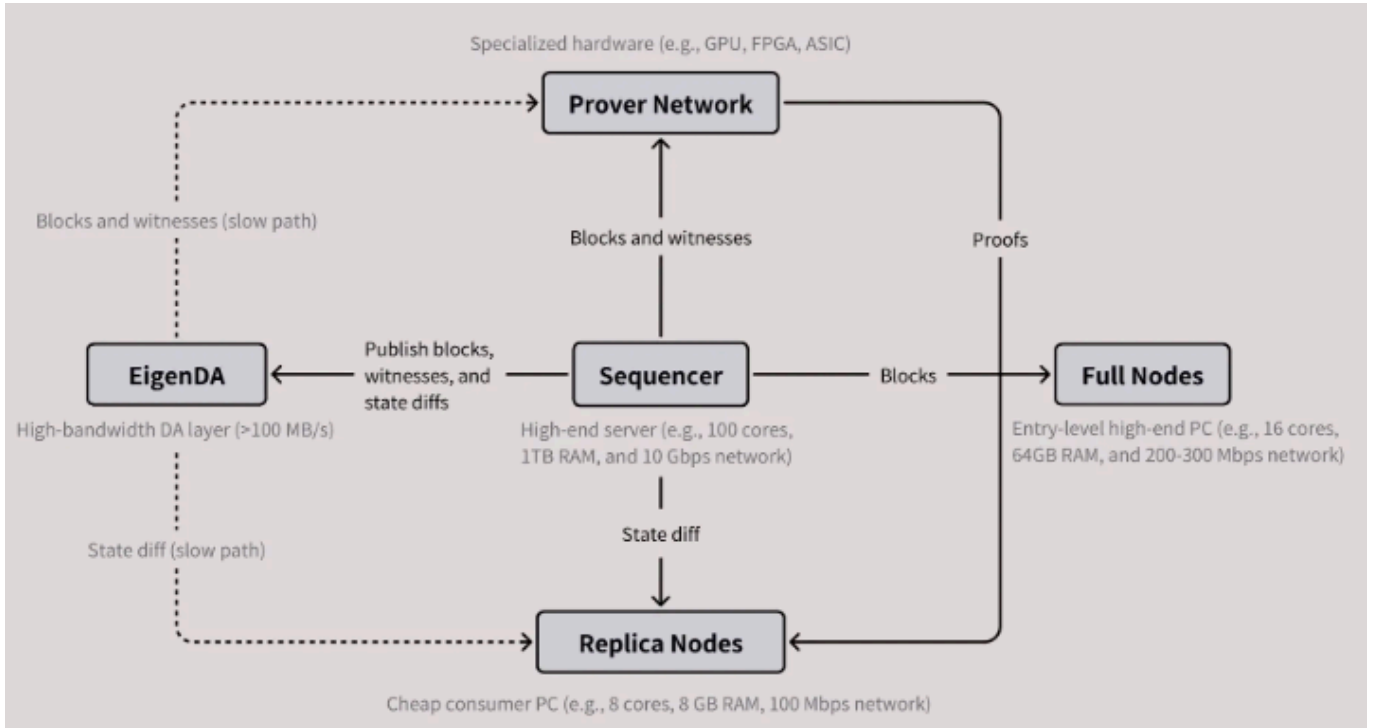 Specialized hardware (e.g., GPU, FPGA, ASIC)
Prover Network
Blocks and witnesses (slow path)
Blocks and witnesses
Proofs
EigenDA
High-bandwidth DA layer (>100 MB/s)
Publish blocks,
witnesses, and
state diffs
Sequencer
High-end server (e.g., 100 cores,
1TB RAM, and 10 Gbps network)
Blocks
Full Nodes
Entry-level high-end PC (e.g., 16 cores,
64GB RAM, and 200-300 Mbps network)
State diff (slow path)
State diff
Replica Nodes
Cheap consumer PC (e.g., 8 cores, 8 GB RAM, 100 Mbps network)